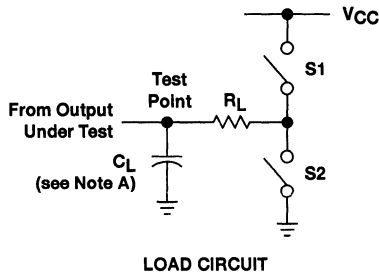 VCC
S1
Test
Point
RL
From Output
Under Test
CL
(see Note A)
S2
LOAD CIRCUIT